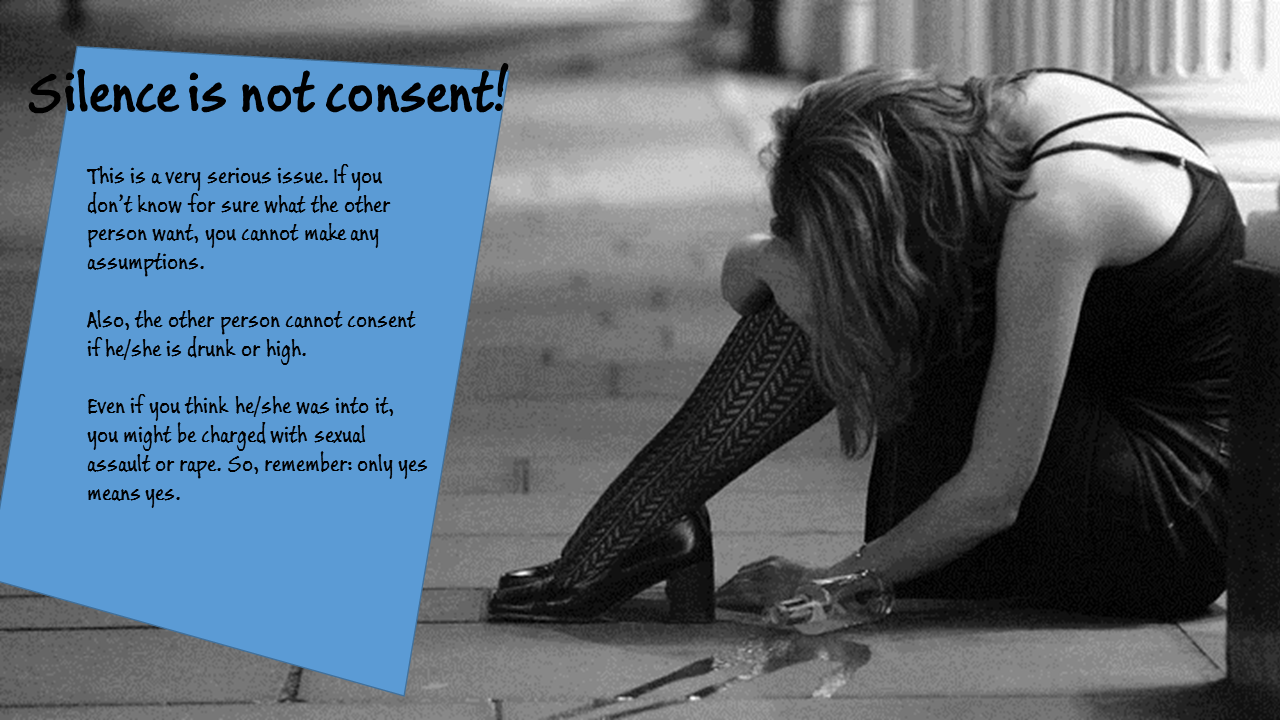 Silence is not consent!
This is a very serious issue. If you
don't know for sure what the other
person want, you cannot make any
assumptions.
Also, the other person cannot consent
if he/she is drunk or high.
Even if you think he/she was into it,
you might be charged with sexual
assault or rape. So, remember: only yes
means yes.